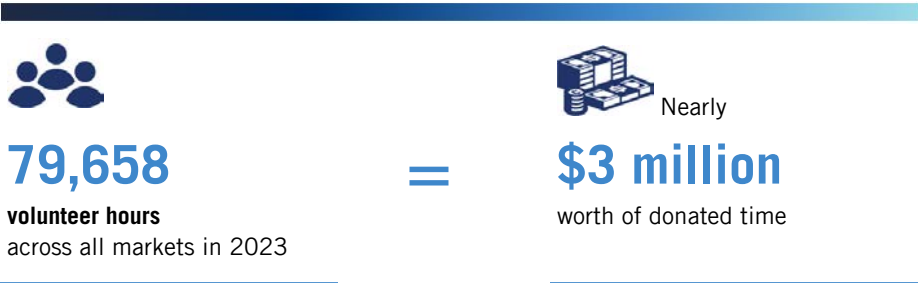 79,658
volunteer hours
across all markets in 2023
=
Nearly
$3 million
worth of donated time